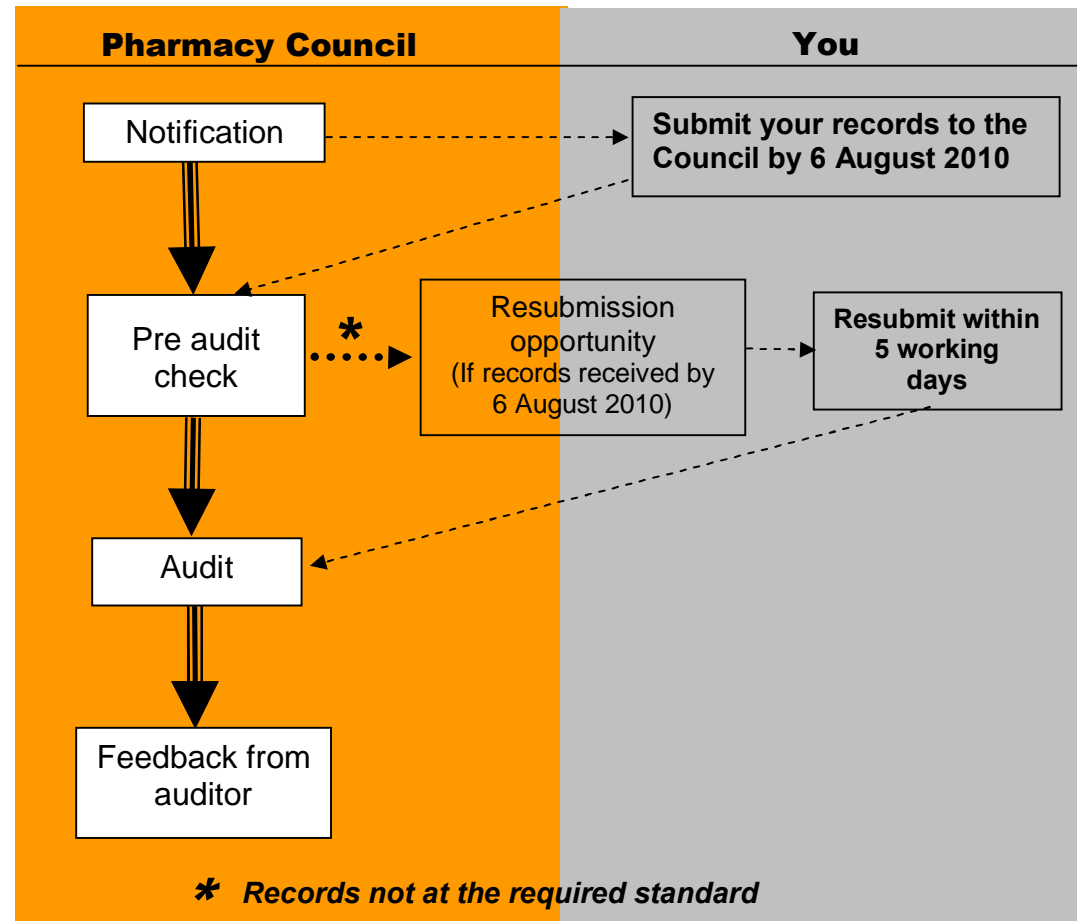 Pharmacy Council
You
Notification
Submit your records to the
Council by 6 August 2010
Pre audit
check
*
Resubmission
opportunity
(If records received by
6 August 2010)
Resubmit within
5 working
days
Audit
Feedback from
auditor
* Records not at the required standard